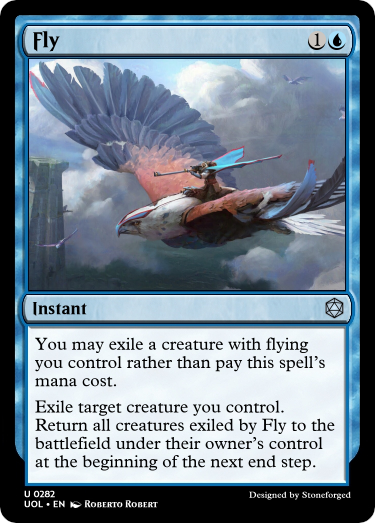 Fly
1
Instant
You may exile a creature with flying
you control rather than pay this spell's
mana cost.
Exile target creature you control.
Return all creatures exiled by Fly to the
battlefield under their owner's control
at the beginning of the next end step.
U 0282
UOL • EN Roberto Robert
Designed by Stoneforged